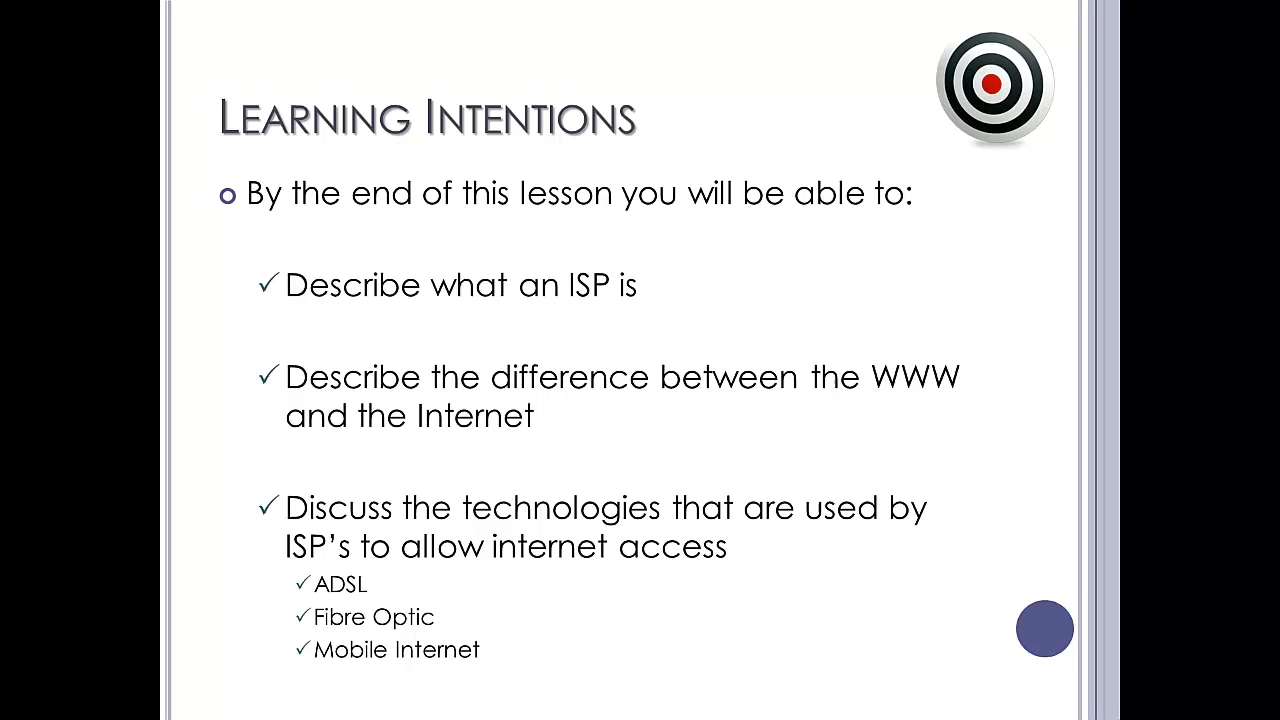 LEARNING INTENTIONS
By the end of this lesson you will be able to:
Describe what an ISP is
Describe the difference between the WWW
and the Internet
Discuss the technologies that are used by
ISP's to allow internet access
ADSL
Fibre Optic
Mobile Internet